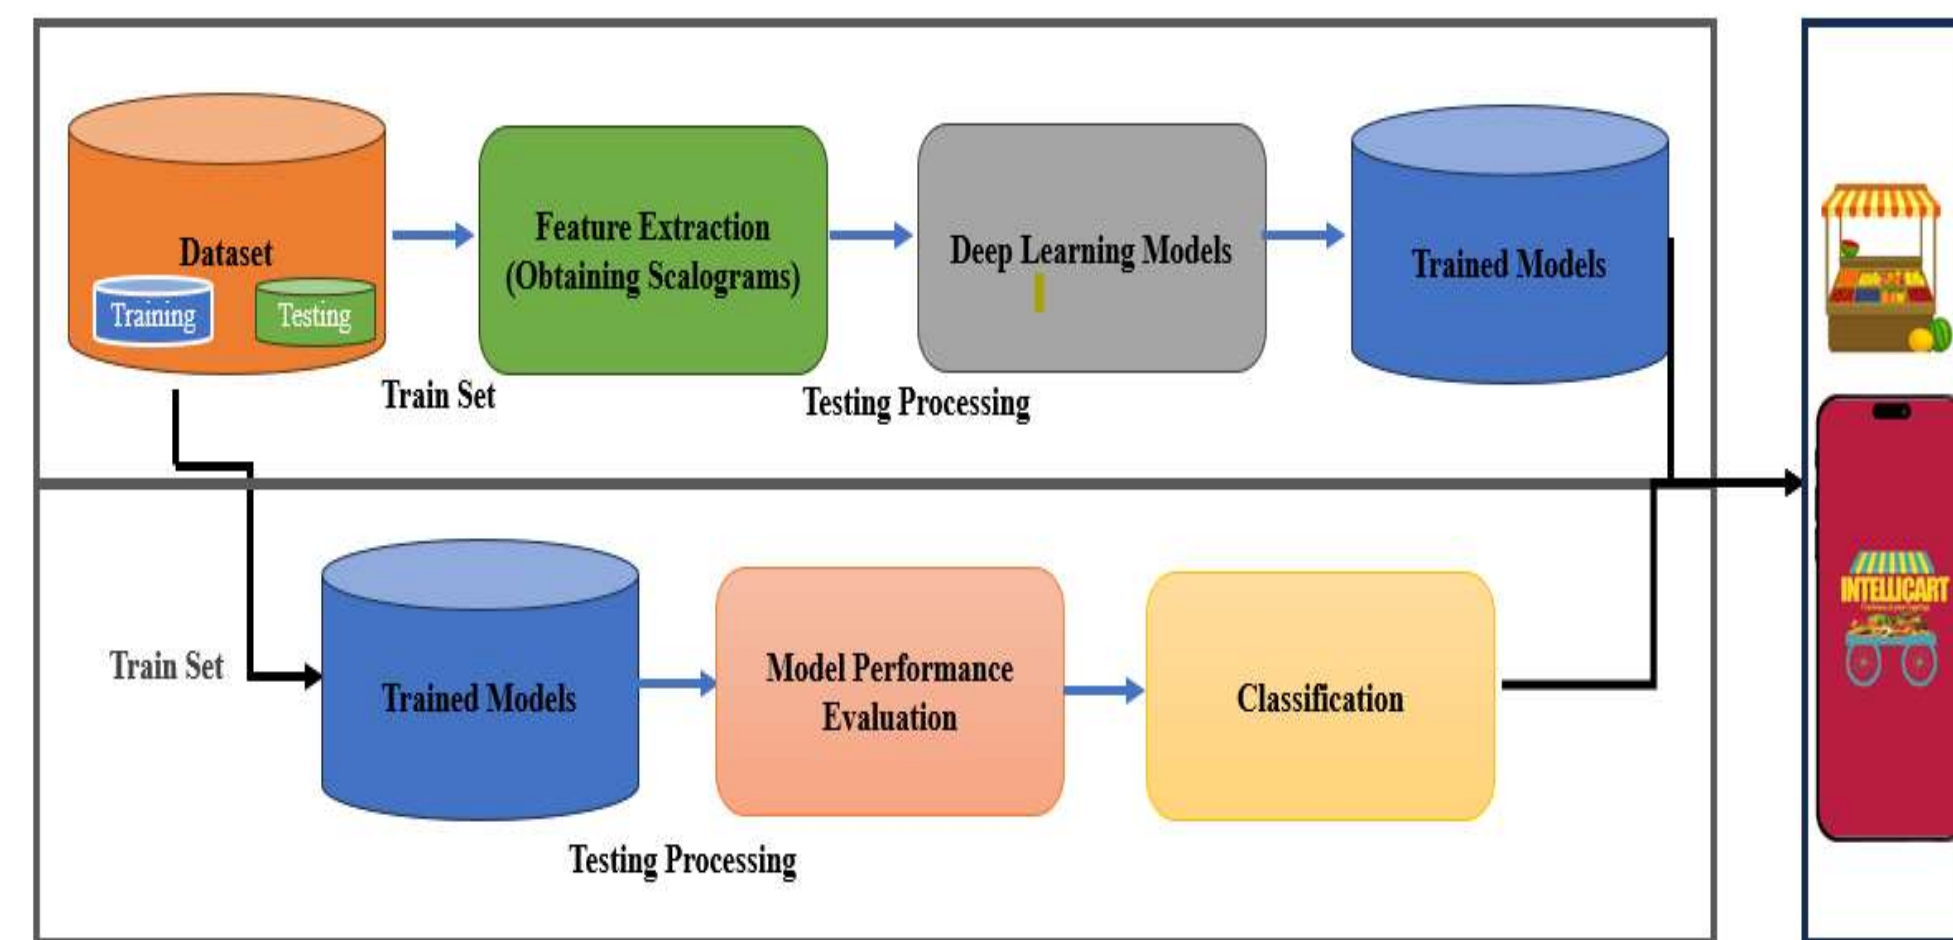 Dataset
Training
Testing
Feature Extraction
(Obtaining Scalograms)
Deep Learning Models
Trained Models
Train Set
Testing Processing
Train Set
Trained Models
Model Performance
Evaluation
Classification
Testing Processing
INTELLICART